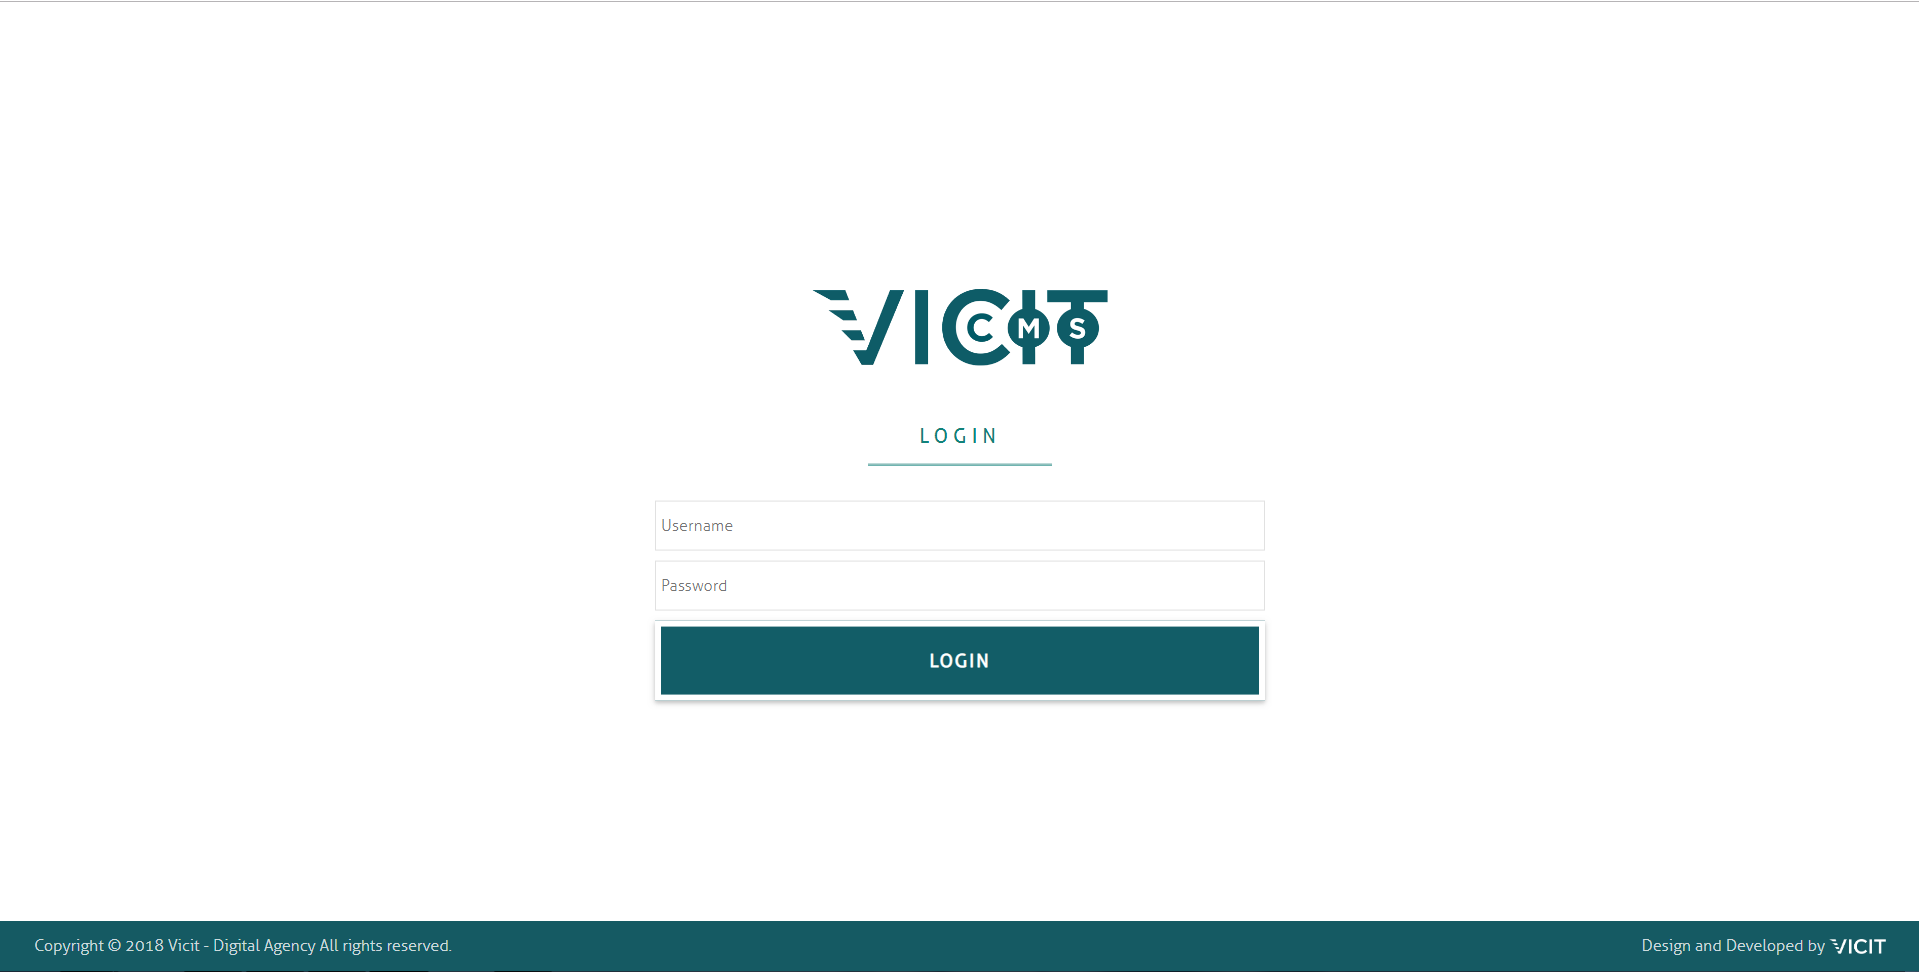 VICIT
CMS
LOGIN
Username
Password
LOGIN
Copyright © 2018 Vicit - Digital Agency All rights reserved.
Design and Developed by VICIT